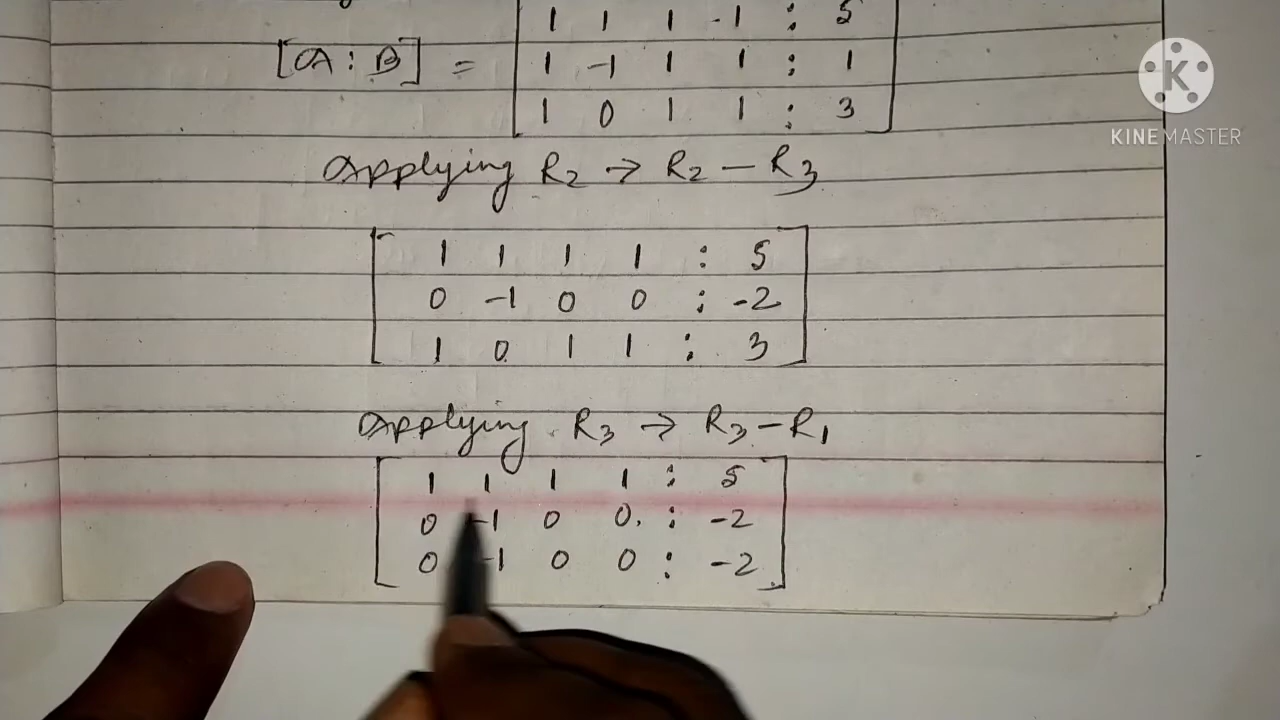 1 1 1 1 : 5
[A : B] = 1 -1 1 1 : 1
1 0 1 1 : 3
Applying R2 → R2 - R3
1 1 1 1 : 5
0 -1 0 0 : -2
1 0 1 1 : 3
Applying R3 → R3 - R1
1 1 1 1 : 5
0 -1 0 0 : -2
0 -1 0 0 : -2
K
KINEMASTER